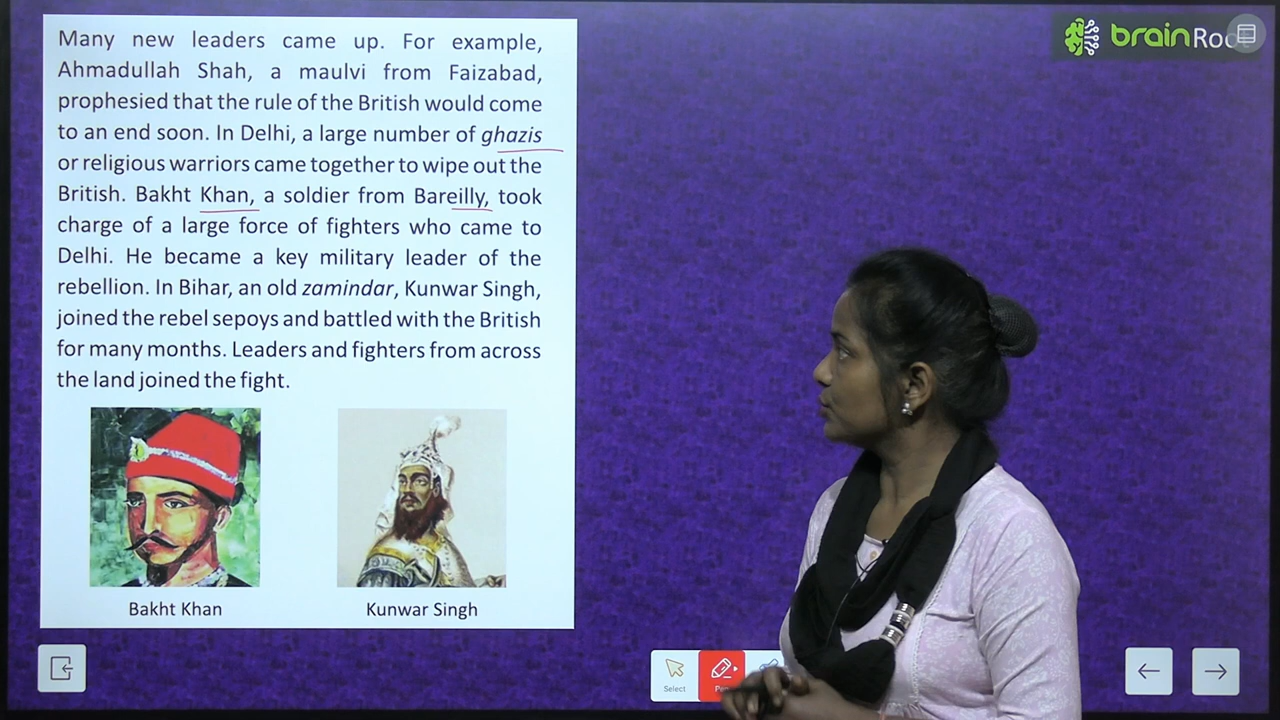 Many new leaders came up. For example,
Ahmadullah Shah, a maulvi from Faizabad,
prophesied that the rule of the British would come
to an end soon. In Delhi, a large number of ghazis
or religious warriors came together to wipe out the
British. Bakht Khan, a soldier from Bareilly, took
charge of a large force of fighters who came to
Delhi. He became a key military leader of the
rebellion. In Bihar, an old zamindar, Kunwar Singh,
joined the rebel sepoys and battled with the British
for many months. Leaders and fighters from across
the land joined the fight.
Bakht Khan
Kunwar Singh
brain
Select